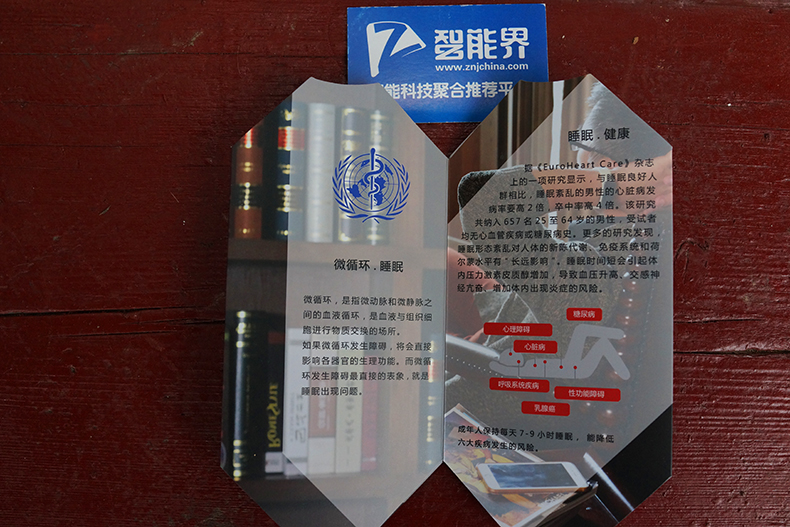 智能界
www.znjchina.com
能科技聚合推荐平
微循环.睡眠
微循环，是指微动脉和微静脉之
间的血液循环，是血液与组织细
胞进行物质交换的场所。
如果微循环发生障碍，将会直接
影响各器官的生理功能。而微循
环发生障碍最直接的表象，就是
睡眠出现问题。
睡眠.健康
据《EuroHeart Care》杂志
上的一项研究显示，与睡眠良好人
群相比，睡眠紊乱的男性的心脏病发
病率要高2倍，卒中率高4倍。该研究
共纳入657名25至64岁的男性，受试者
均无心血管疾病或糖尿病史。更多的研究发现，
睡眠形态紊乱对人体的新陈代谢、免疫系统和荷
尔蒙水平有“长远影响”。睡眠时间短会引起体
内压力激素皮质醇增加，导致血压升高、交感神
经亢奋、增加体内出现炎症的风险。
糖尿病
心理障碍
心脏病
呼吸系统疾病
性功能障碍
乳腺癌
成年人保持每天7-9小时睡眠，能降低
六大疾病发生的风险。